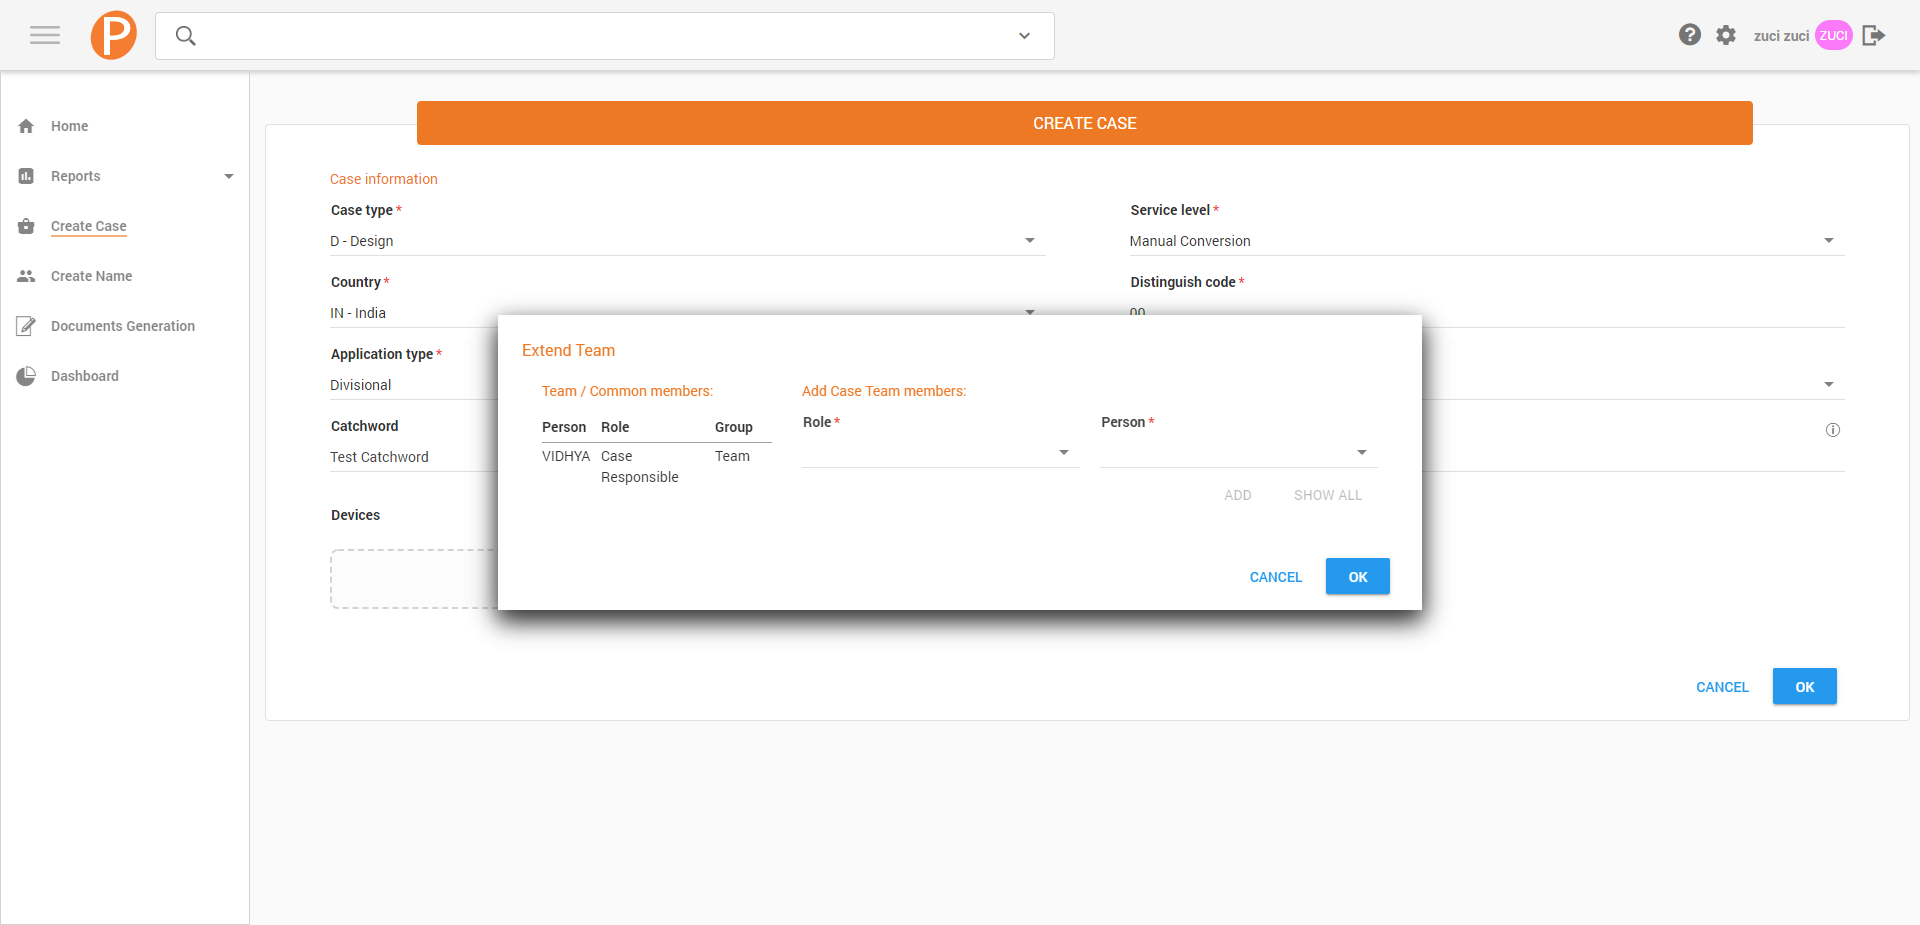 P
zuci zuci ZUCI
Home
Reports
Create Case
Create Name
Documents Generation
Dashboard
CREATE CASE
Case information
Case type *
D - Design
Service level *
Manual Conversion
Country *
IN - India
Distinguish code *
00
Application type *
Divisional
Catchword
Test Catchword
Devices
Extend Team
Team / Common members:
Person Role Group
VIDHYA Case Team
Responsible
Add Case Team members:
Role *
Person *
ADD SHOW ALL
CANCEL OK
CANCEL OK